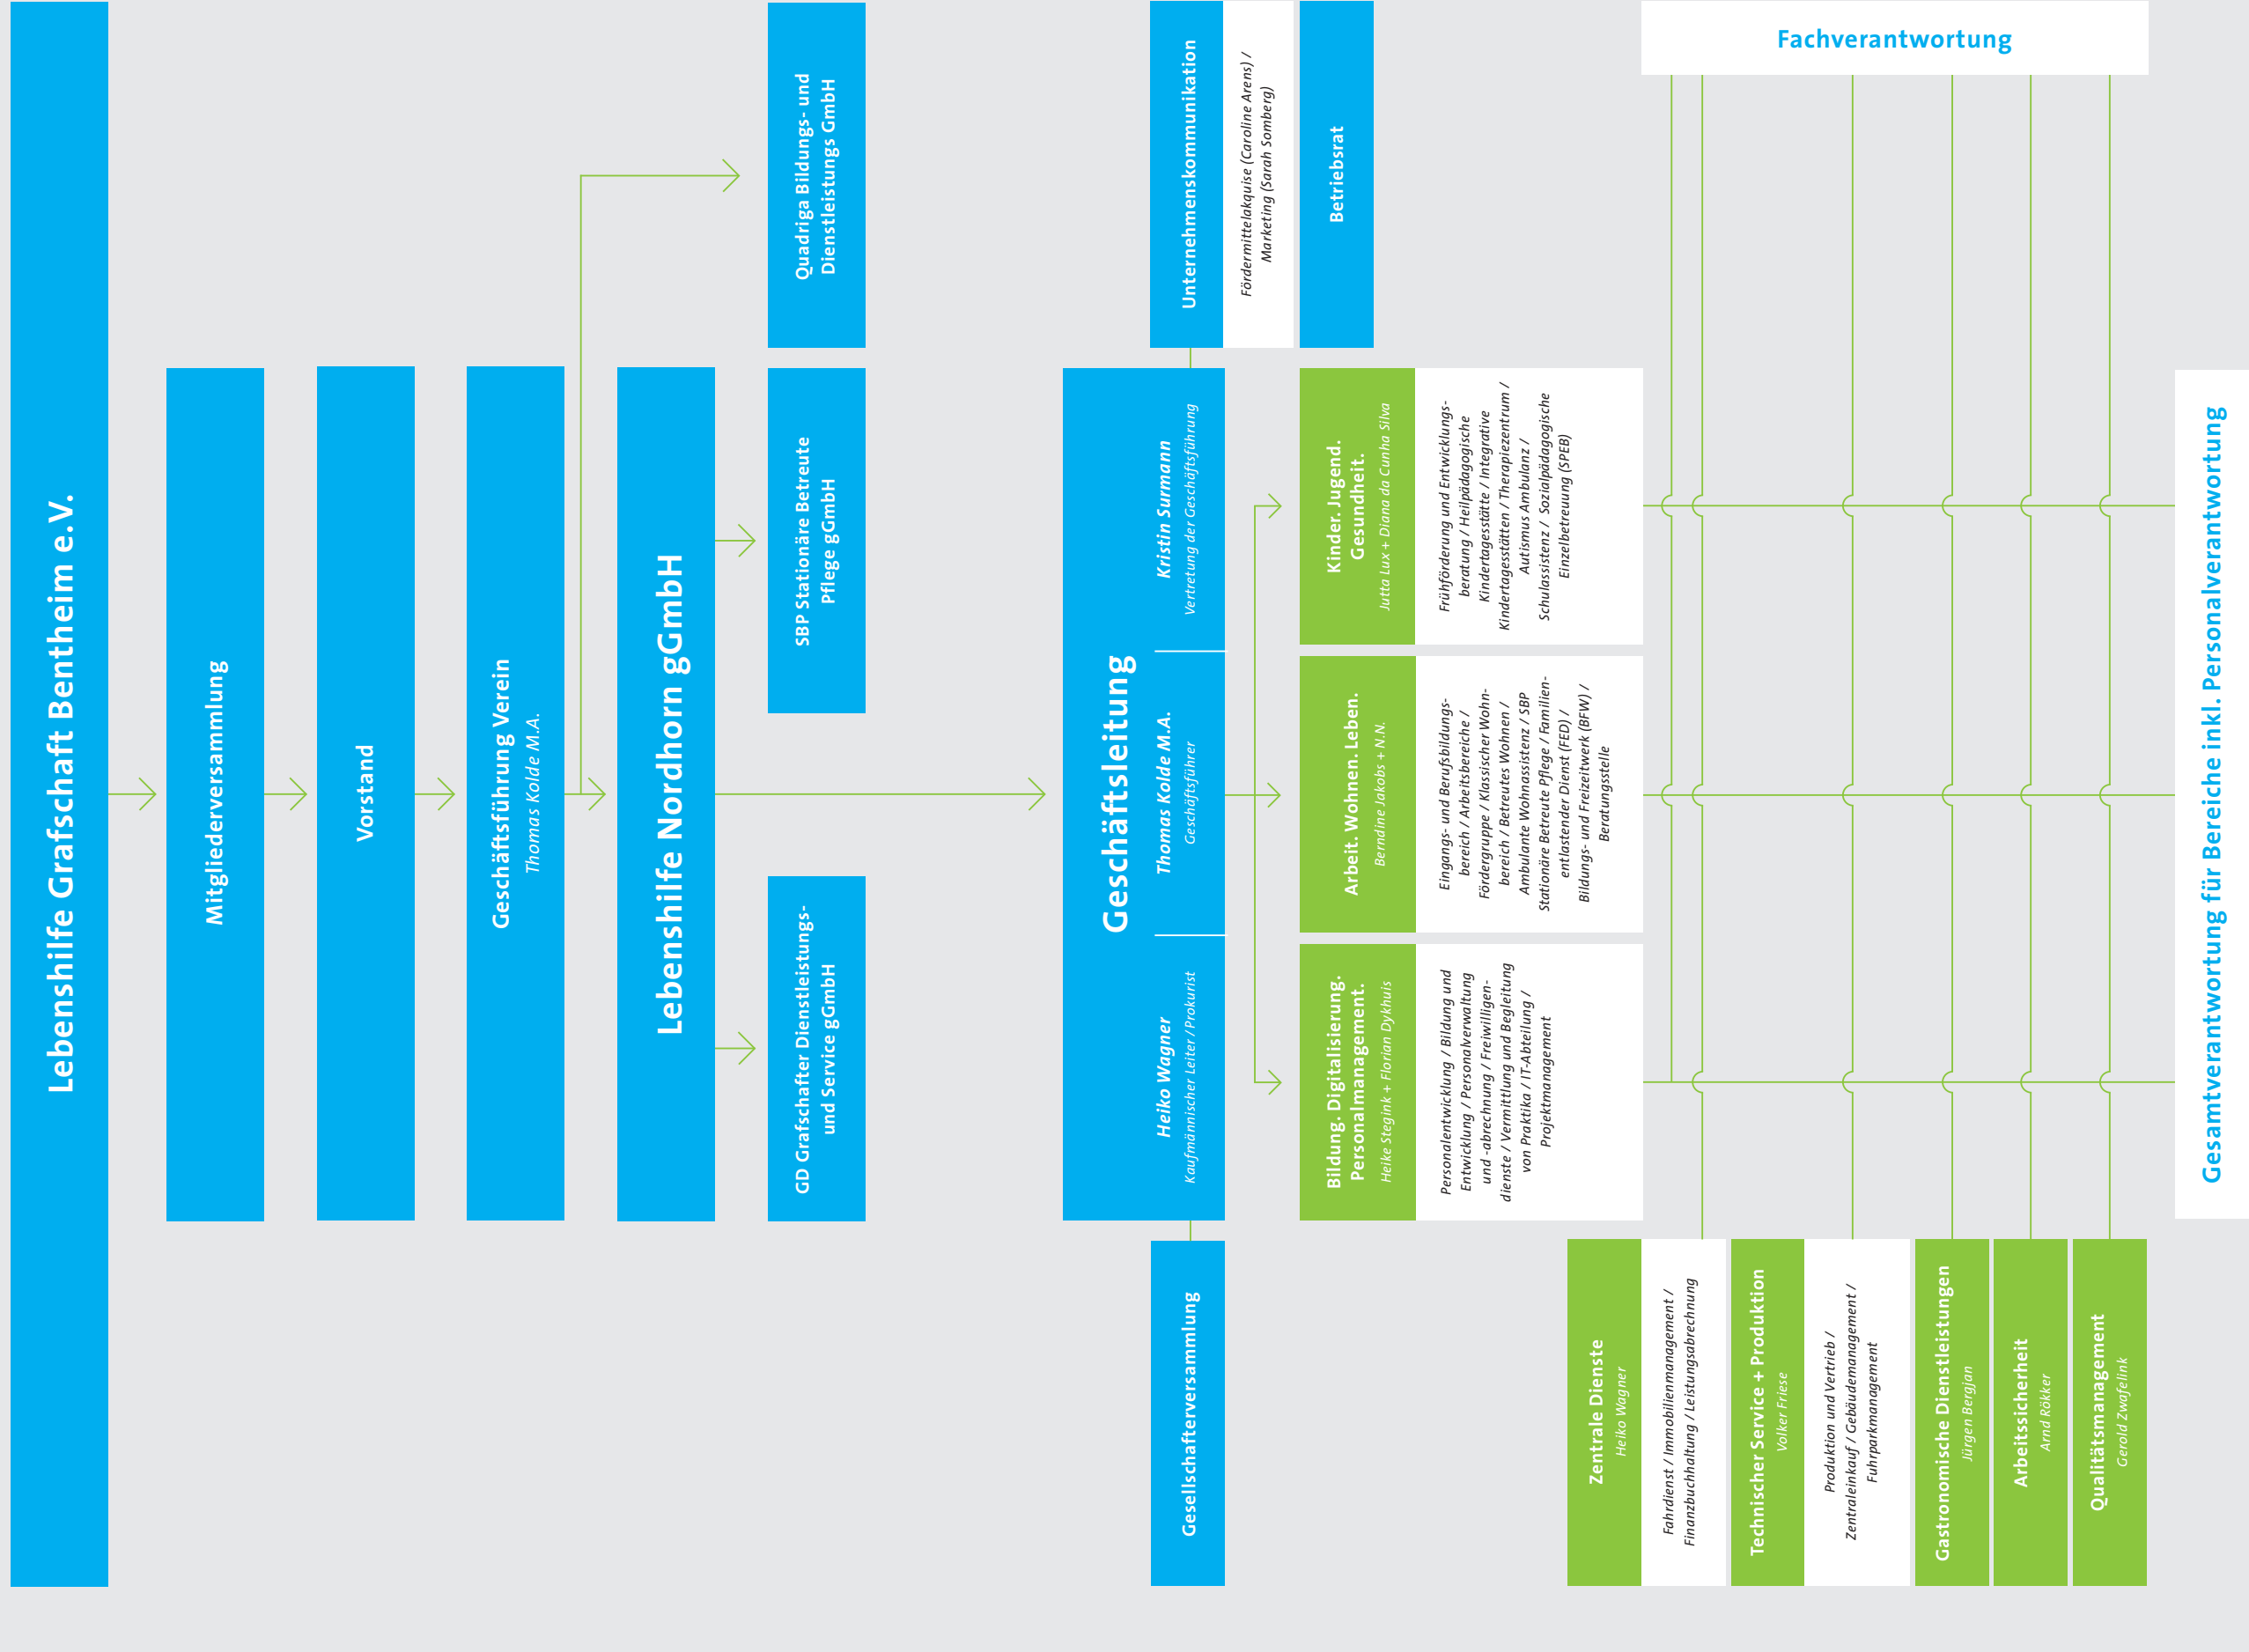 Lebenshilfe Grafschaft Bentheim e.V.
Mitgliederversammlung
Vorstand
Geschäftsführung Verein
Thomas Kolde M.A.
Lebenshilfe Nordhorn gGmbH
GD Grafschafter Dienstleistungs-
und Service gGmbH
SBP Stationäre Betreute
Pflege gGmbH
Quadriga Bildungs- und
Dienstleistungs GmbH
Gesellschafterversammlung
Geschäftsleitung
Heiko Wagner
Kaufmännischer Leiter / Prokurist
Thomas Kolde M.A.
Geschäftsführer
Kristin Surmann
Vertretung der Geschäftsführung
Unternehmenskommunikation
Fördermittelakquise (Caroline Arens) /
Marketing (Sarah Somberg)
Betriebsrat
Bildung. Digitalisierung.
Personalmanagement.
Heike Stegink + Florian Dykhuis
Personalentwicklung / Bildung und
Entwicklung / Personalverwaltung
und -abrechnung / Freiwilligen-
dienste / Vermittlung und Begleitung
von Praktika / IT-Abteilung /
Projektmanagement
Arbeit. Wohnen. Leben.
Berndine Jakobs + N.N.
Eingangs- und Berufsbildungs-
bereich / Arbeitsbereiche /
Fördergruppe / Klassischer Wohn-
bereich / Betreutes Wohnen /
Ambulante Wohnassistenz / SBP
Stationäre Betreute Pflege / Familien-
entlastender Dienst (FED) /
Bildungs- und Freizeitwerk (BFW) /
Beratungsstelle
Kinder. Jugend.
Gesundheit.
Jutta Lux + Diana da Cunha Silva
Frühförderung und Entwicklungs-
beratung / Heilpädagogische
Kindertagesstätte / Integrative
Kindertagesstätten / Therapiezentrum /
Autismus Ambulanz /
Schulassistenz / Sozialpädagogische
Einzelbetreuung (SPEB)
Zentrale Dienste
Heiko Wagner
Fahrdienst / Immobilienmanagement /
Finanzbuchhaltung / Leistungsabrechnung
Technischer Service + Produktion
Volker Friese
Produktion und Vertrieb /
Zentraleinkauf / Gebäudemanagement /
Fuhrparkmanagement
Gastronomische Dienstleistungen
Jürgen Bergjan
Arbeitssicherheit
Arnd Rökker
Qualitätsmanagement
Gerold Zwafelink
Fachverantwortung
Gesamtverantwortung für Bereiche inkl. Personalverantwortung